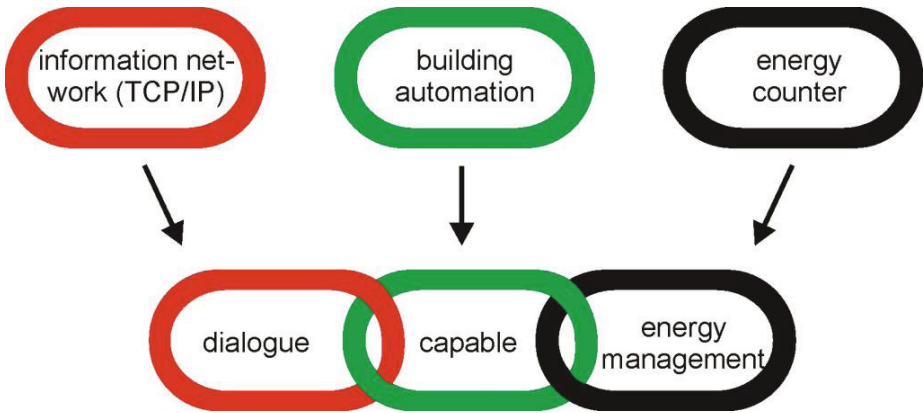 information net-
work (TCP/IP)
building
automation
energy
counter
dialogue
capable
energy
management